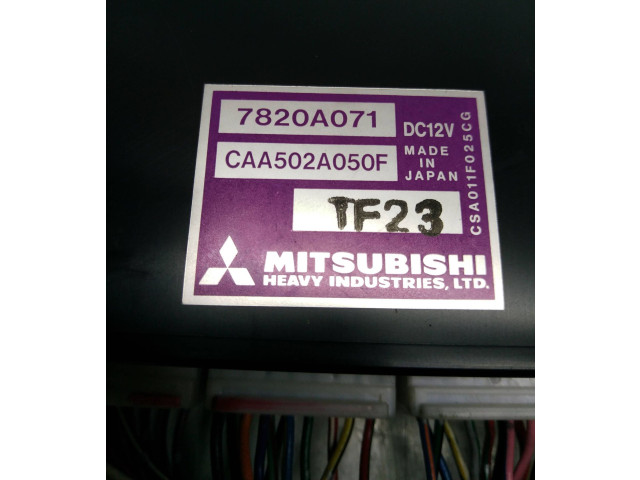 7820A071
DC12V
CAA502A050F
MADE
IN
JAPAN
CSA011F025CG
TF23
MITSUBISHI
HEAVY INDUSTRIES, LTD.